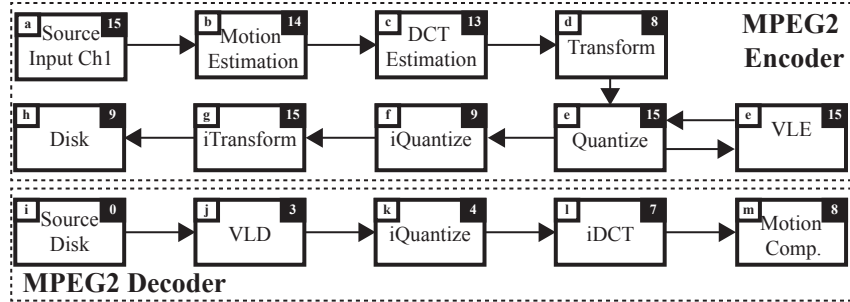 a 15 b 14 c 13 d 8 MPEG2
Source Motion DCT Transform Encoder
Input Ch1 Estimation Estimation
h 9 g 15 f 9 e 15 e 15
Disk iTransform iQuantize Quantize VLE
i 0 j 3 k 4 l 7 m 8
Source VLD iQuantize iDCT Motion
Disk Comp.
MPEG2 Decoder